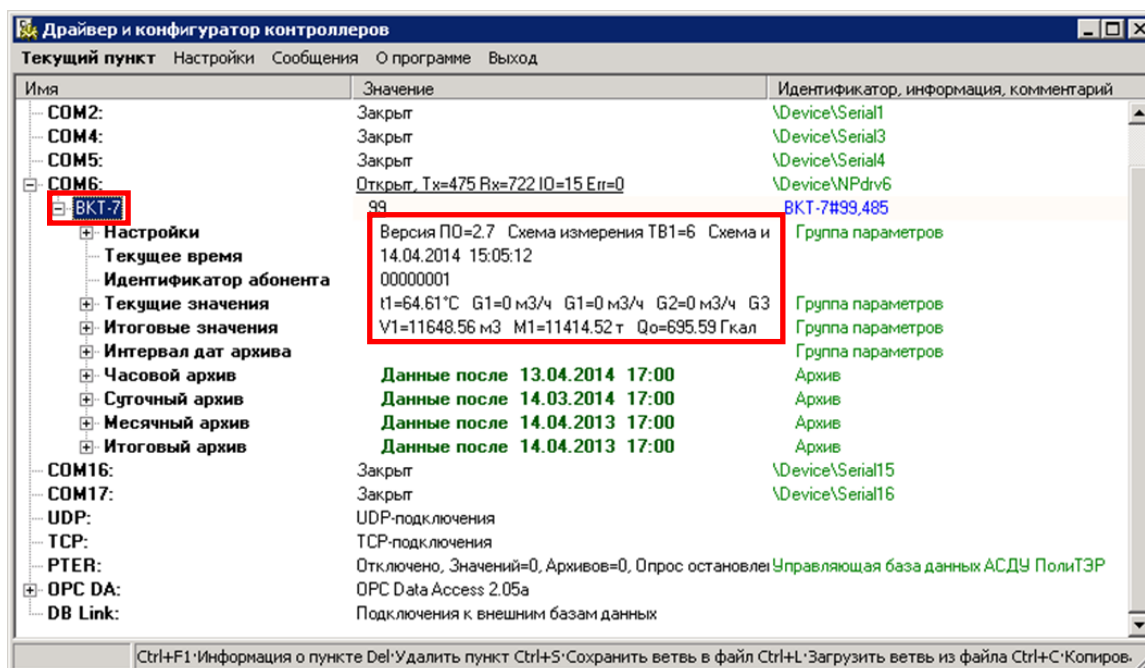 Драйвер и конфигуратор контроллеров
Текущий пункт Настройки Сообщения О программе Выход
Имя Значение Идентификатор, информация, комментарий
COM2: Закрыт \Device\Serial1
COM4: Закрыт \Device\Serial3
COM5: Закрыт \Device\Serial4
COM6: Открыт, Tx=475 Rx=722 IO=15 Err=0 \Device\NPdrv6
ВКТ-7 99 ВКТ-7#99,485
Настройки Версия ПО=2.7 Схема измерения ТВ1=6 Схема и Группа параметров
Текущее время 14.04.2014 15:05:12
Идентификатор абонента 00000001
Текущие значения t1=64.61°C G1=0 м3/ч G1=0 м3/ч G2=0 м3/ч G3 Группа параметров
Итоговые значения V1=11648.56 м3 M1=11414.52 т Qo=695.59 Гкал Группа параметров
Интервал дат архива Группа параметров
Часовой архив Данные после 13.04.2014 17:00 Архив
Суточный архив Данные после 14.03.2014 17:00 Архив
Месячный архив Данные после 14.04.2013 17:00 Архив
Итоговый архив Данные после 14.04.2013 17:00 Архив
COM16: Закрыт \Device\Serial15
COM17: Закрыт \Device\Serial16
UDP: UDP-подключения
TCP: TCP-подключения
PTER: Отключено, Значений=0, Архивов=0, Опрос остановлен Управляющая база данных АСДУ ПолиТЭР
OPC DA: OPC Data Access 2.05a
DB Link: Подключения к внешним базам данных
Ctrl+F1·Информация о пункте Del·Удалить пункт Ctrl+S·Сохранить ветвь в файл Ctrl+L·Загрузить ветвь из файла Ctrl+C·Копиров.